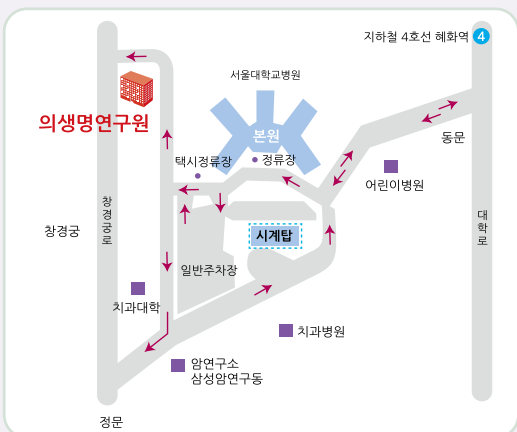 지하철 4호선 혜화역 4
서울대학교병원
의생명연구원
본원
동문
택시정류장
정류장
어린이병원
창경궁로
대학로
창경궁
시계탑
일반주차장
치과대학
치과병원
암연구소
삼성암연구동
정문